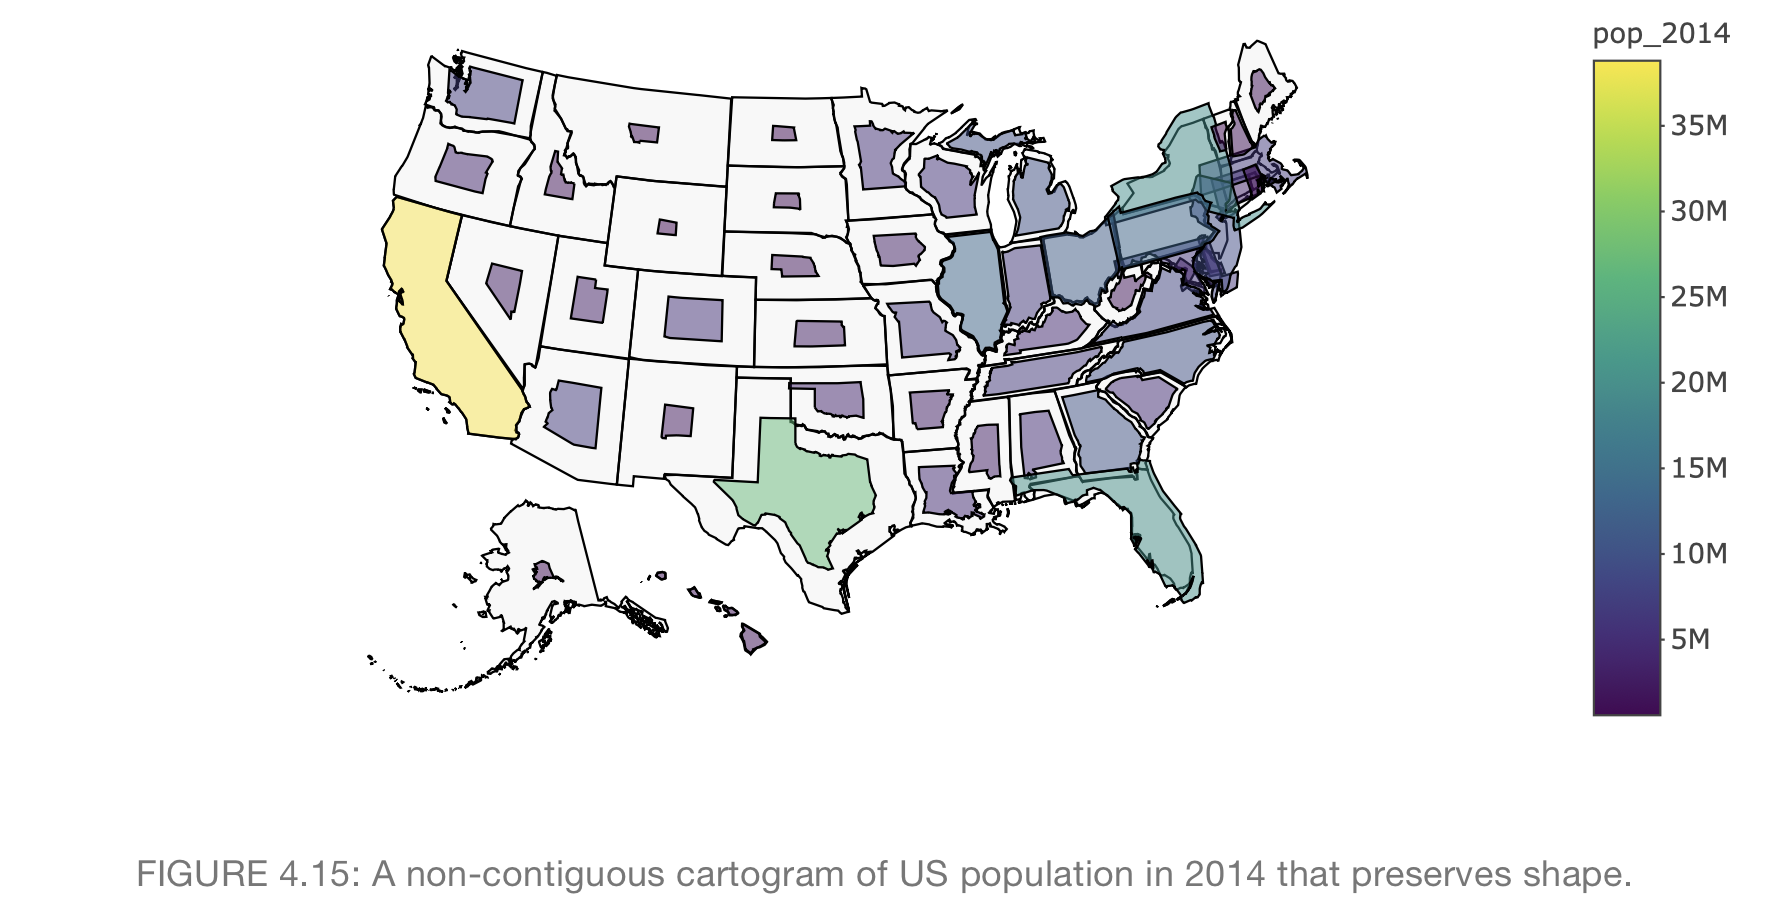 pop_2014
35M
30M
25M
20M
15M
10M
5M
FIGURE 4.15: A non-contiguous cartogram of US population in 2014 that preserves shape.